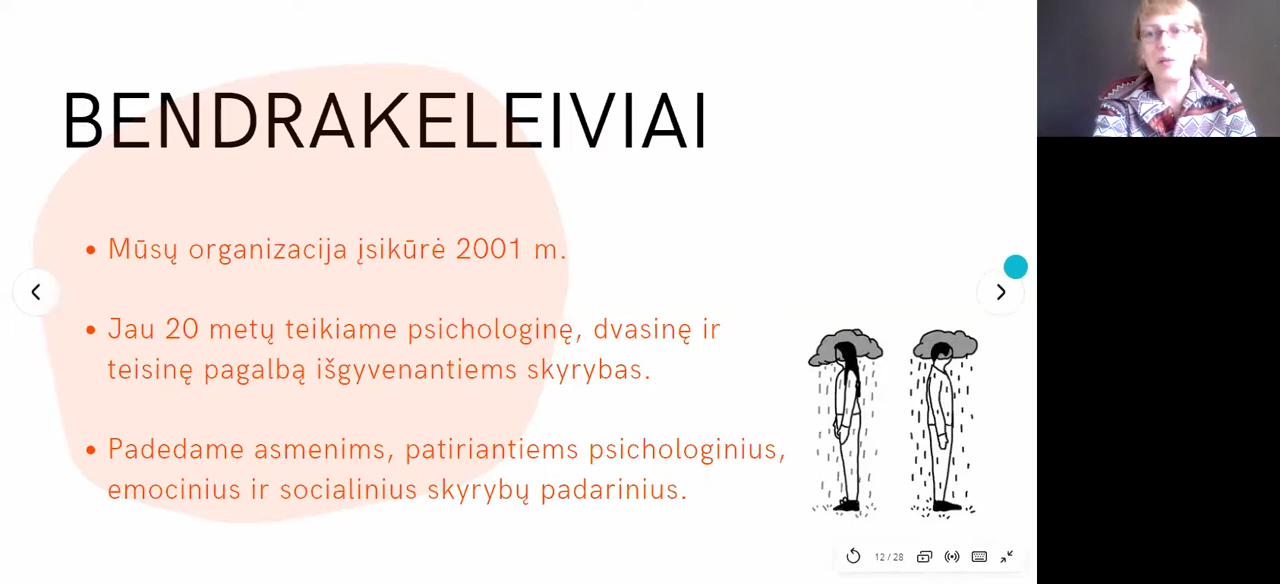 BENDRAKELEIVIAI
• Mūsų organizacija įsikūrė 2001 m.
• Jau 20 metų teikiame psichologinę, dvasinę ir
teisinę pagalbą išgyvenantiems skyrybas.
• Padedame asmenims, patiriantiems psichologinius,
emocinius ir socialinius skyrybų padarinius.
12 / 28